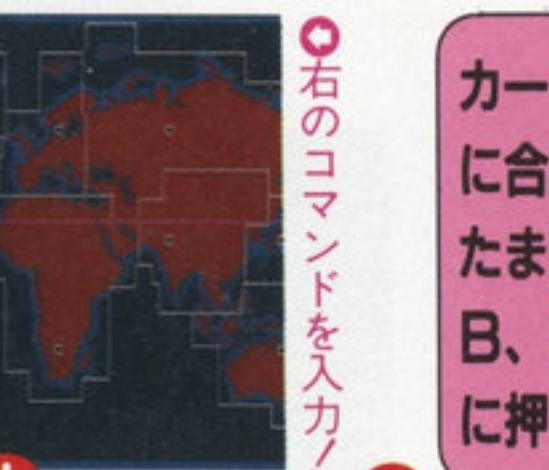 右のコマンドを入力！
カー
に合
たま
B、
に押